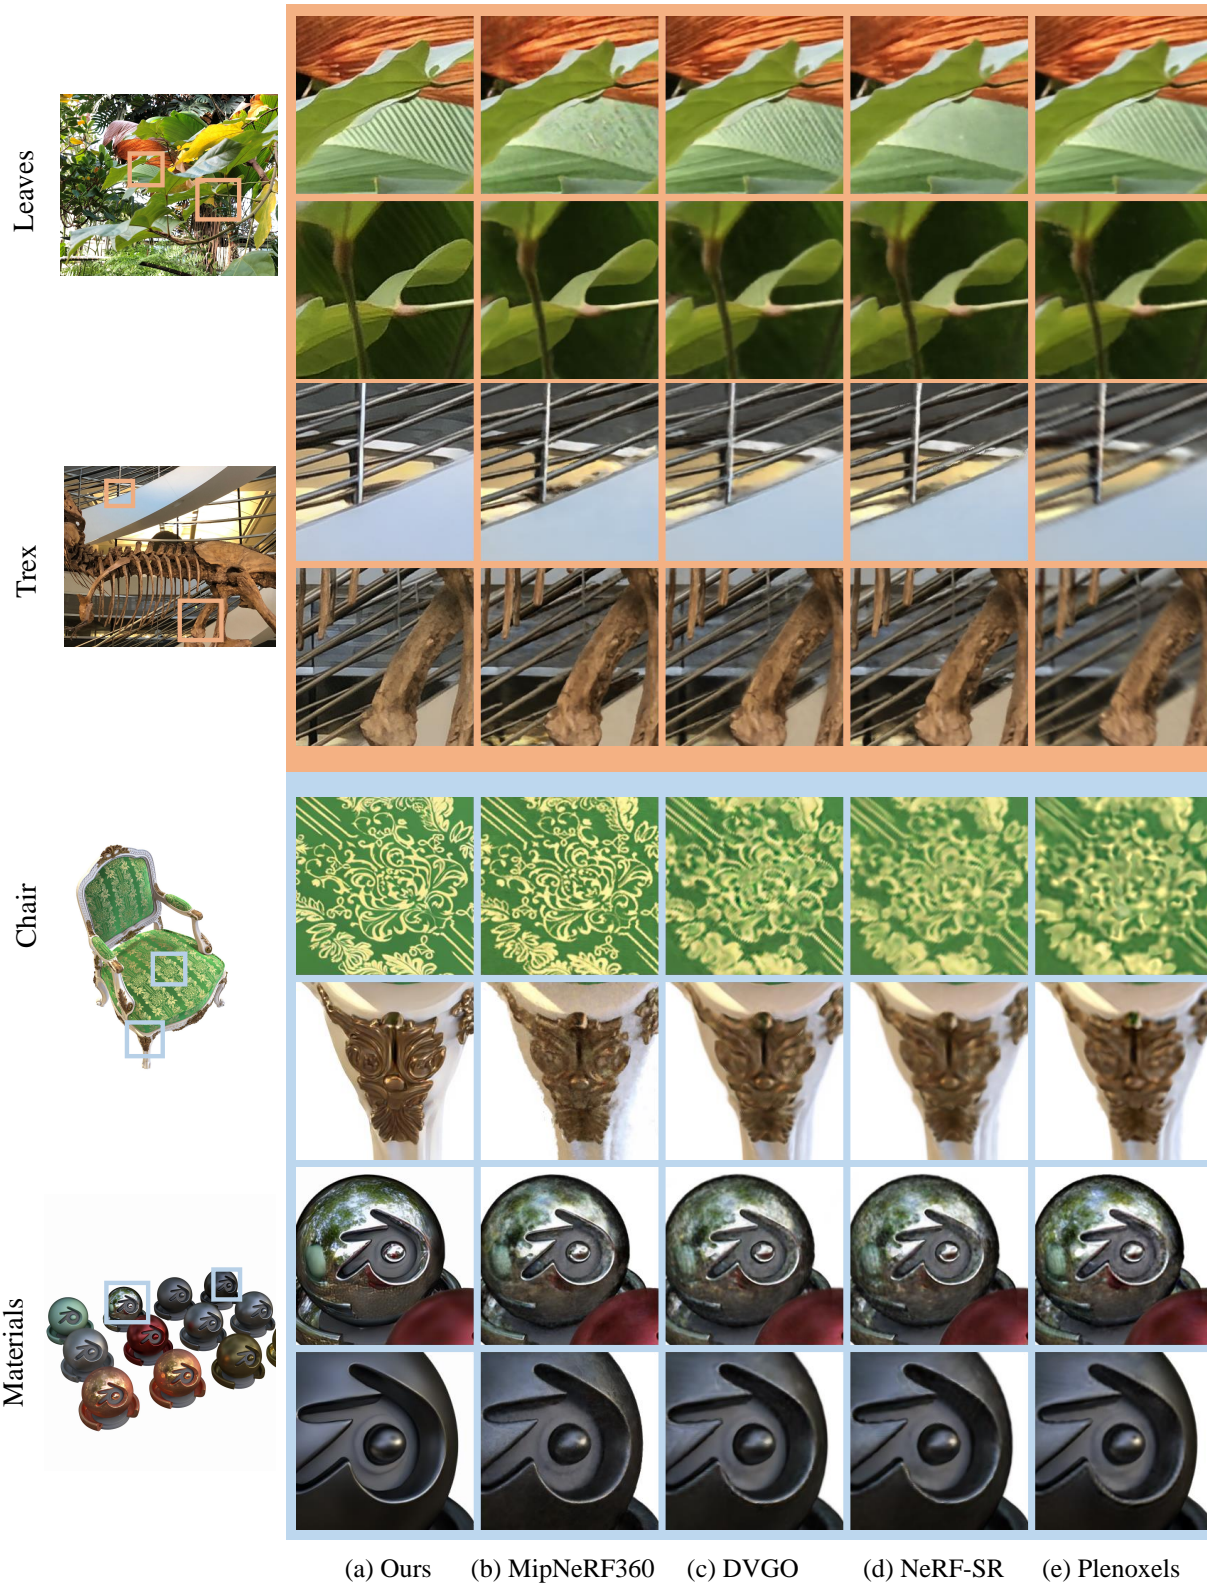 Leaves
Trex
Chair
Materials
(a) Ours (b) MipNeRF360 (c) DVGO (d) NeRF-SR (e) Plenoxels